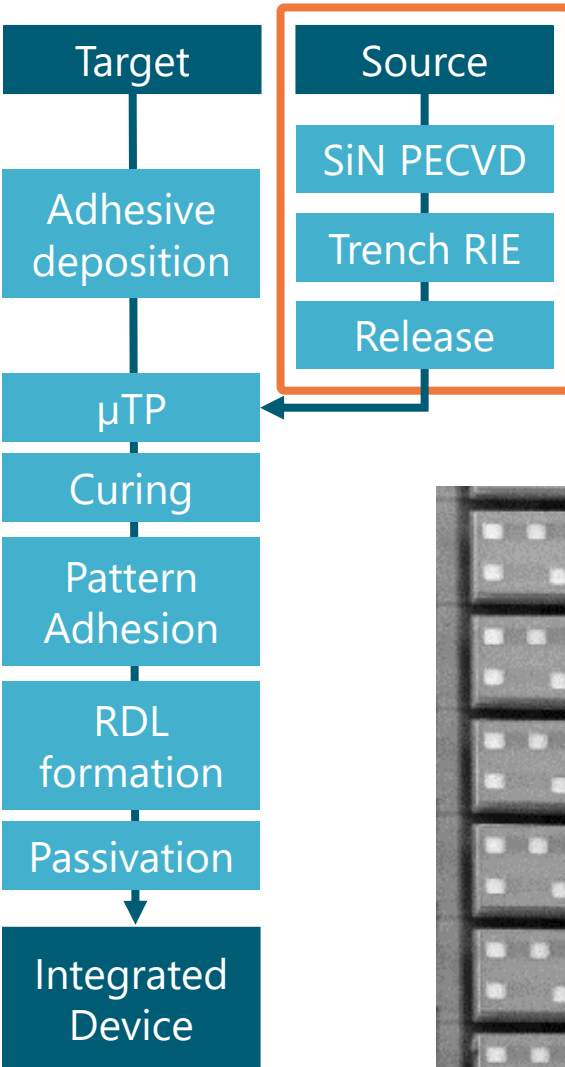 Target
Adhesive
deposition
Source
SiN PECVD
Trench RIE
Release
µTP
Curing
Pattern
Adhesion
RDL
formation
Passivation
Integrated
Device